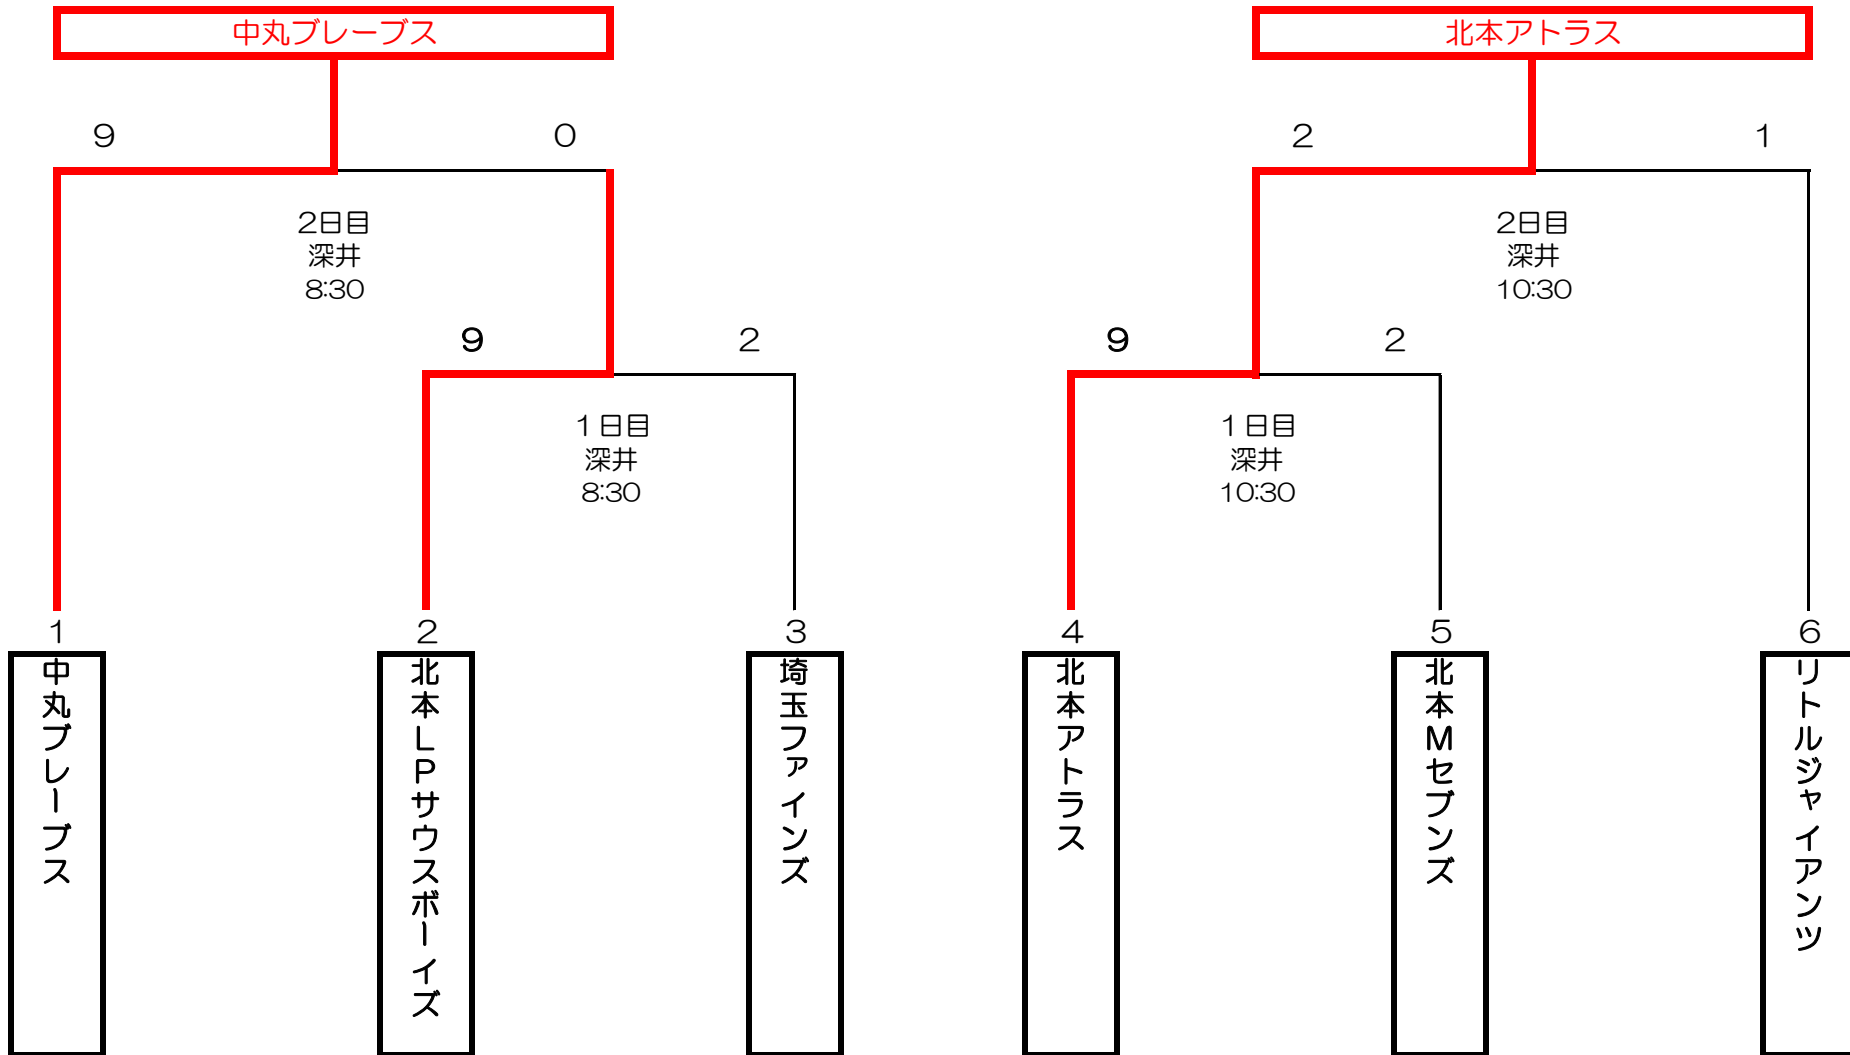 中丸ブレーブス
北本アトラス
9
0
2
1
2日目
深井
8:30
2日目
深井
10:30
9
2
9
2
1日目
深井
8:30
1日目
深井
10:30
1
2
3
4
5
6
中丸ブレーブス
北本LPサウスボーイズ
埼玉ファインズ
北本アトラス
北本Mセブンズ
リトルジャイアンツ